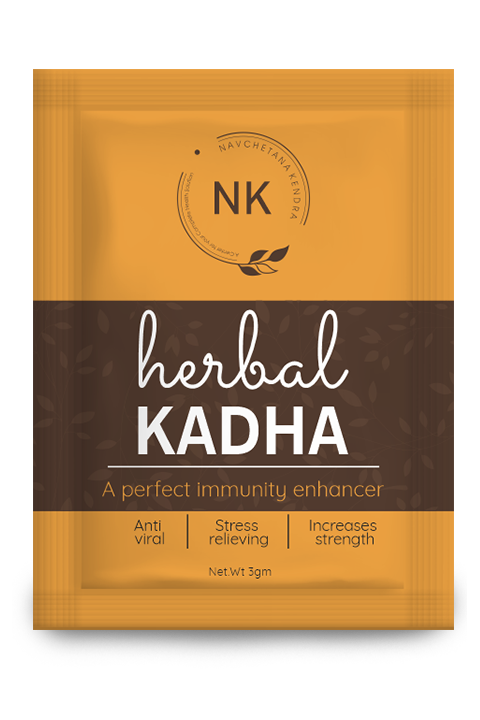 NAVCHETANA KENDRA
NK
herbal
KADHA
A perfect immunity enhancer
Anti viral
Stress relieving
Increases strength
Net.Wt 3gm